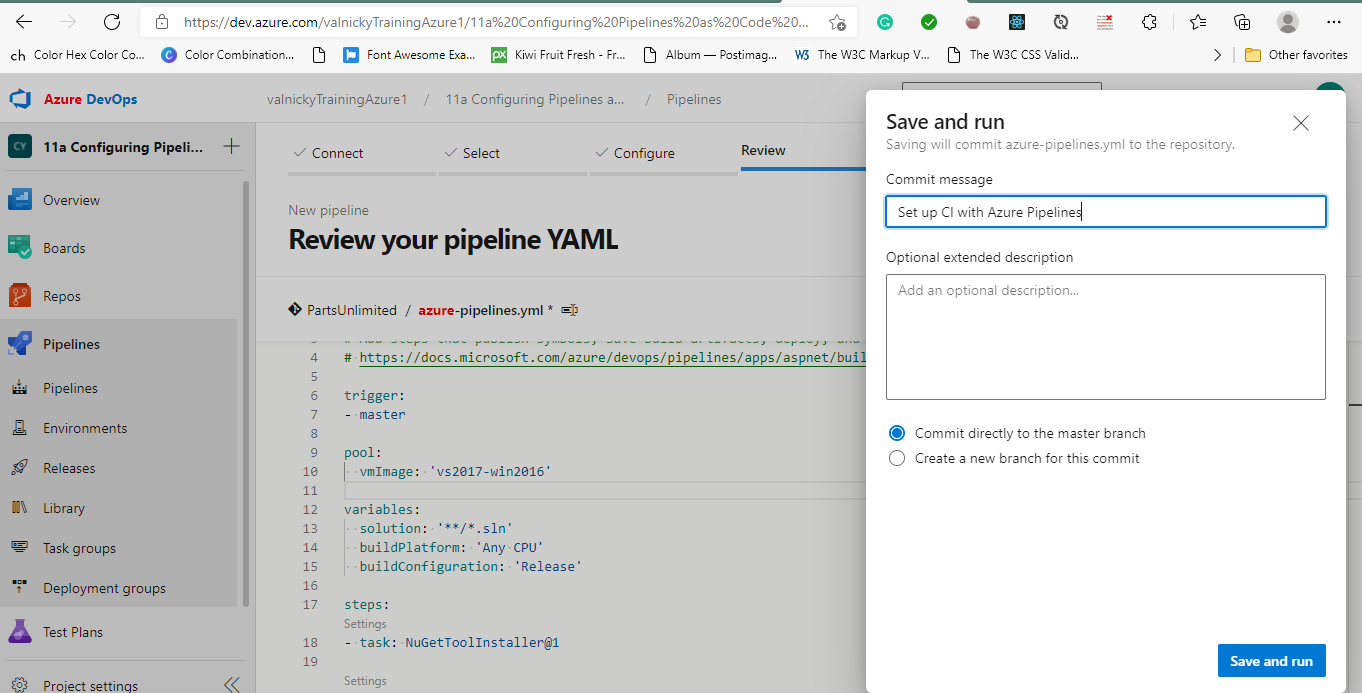 https://dev.azure.com/valnickyTrainingAzure1/11a%20Configuring%20Pipelines%20as%20Code%20...
ch Color Hex Color Co... C Color Combination... Font Awesome Exa... px Kiwi Fruit Fresh - Fr... Album — Postimag... W3 The W3C Markup V... The W3C CSS Valid... Other favorites
Azure DevOps
valnickyTrainingAzure1 / 11a Configuring Pipelines a... / Pipelines
CY 11a Configuring Pipeli...
Overview
Boards
Repos
Pipelines
Pipelines
Environments
Releases
Library
Task groups
Deployment groups
Test Plans
Project settings
Connect
Select
Configure
Review
New pipeline
Review your pipeline YAML
PartsUnlimited / azure-pipelines.yml *
4 # https://docs.microsoft.com/azure/devops/pipelines/apps/aspnet/buil
5
6 trigger:
7 - master
8
9 pool:
10 vmImage: 'vs2017-win2016'
11
12 variables:
13 solution: '**/*.sln'
14 buildPlatform: 'Any CPU'
15 buildConfiguration: 'Release'
16
17 steps:
Settings
18 - task: NuGetToolInstaller@1
19
Settings
Save and run
Saving will commit azure-pipelines.yml to the repository.
Commit message
Set up CI with Azure Pipelines
Optional extended description
Add an optional description...
Commit directly to the master branch
Create a new branch for this commit
Save and run